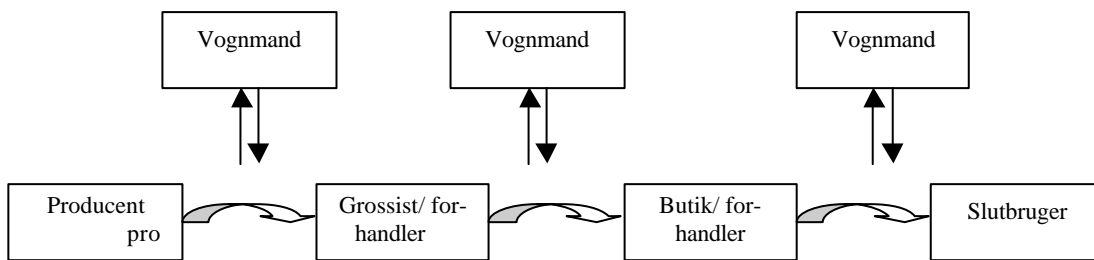 Vognmand
Vognmand
Vognmand
Producent
pro
Grossist/ for-
handler
Butik/ for-
handler
Slutbruger